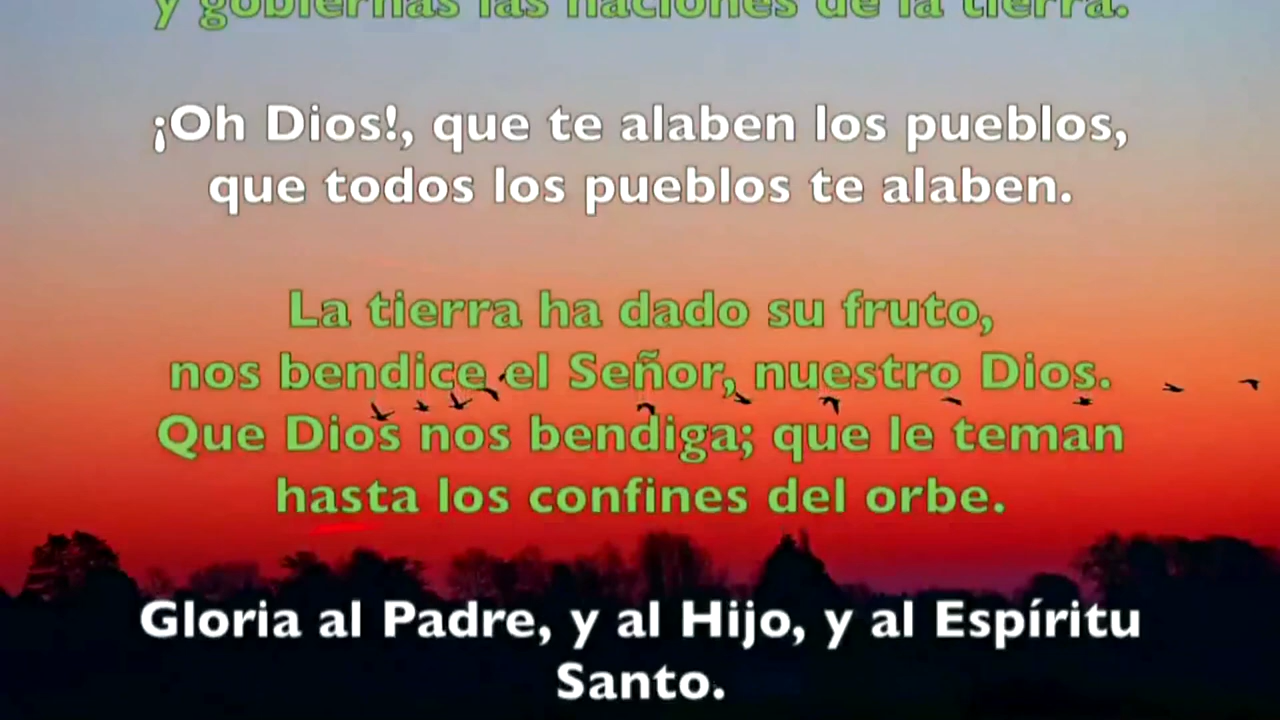 y gobiernas las naciones de la tierra.
¡Oh Dios!, que te alaben los pueblos,
que todos los pueblos te alaben.
La tierra ha dado su fruto,
nos bendice el Señor, nuestro Dios.
Que Dios nos bendiga; que le teman
hasta los confines del orbe.
Gloria al Padre, y al Hijo, y al Espíritu
Santo.